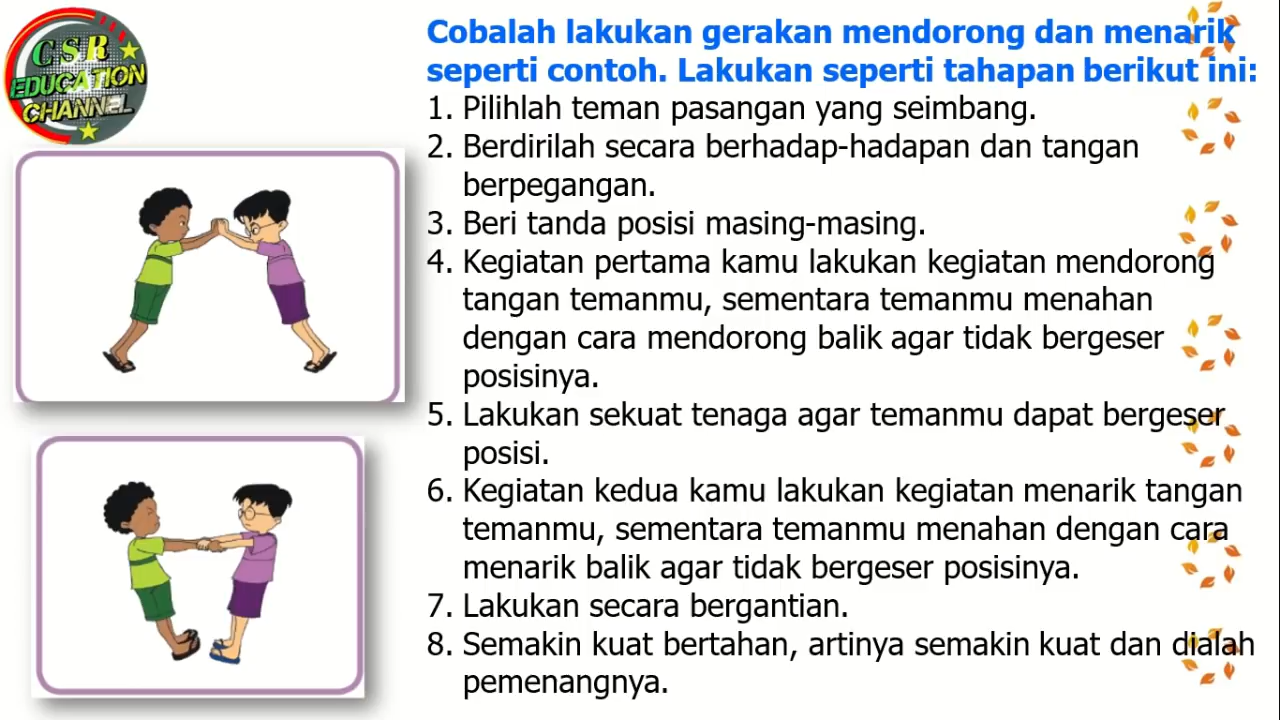 CSR
EDUCATION
CHANNEL
Cobalah lakukan gerakan mendorong dan menarik
seperti contoh. Lakukan seperti tahapan berikut ini:
1. Pilihlah teman pasangan yang seimbang.
2. Berdirilah secara berhadap-hadapan dan tangan
berpegangan.
3. Beri tanda posisi masing-masing.
4. Kegiatan pertama kamu lakukan kegiatan mendorong
tangan temanmu, sementara temanmu menahan
dengan cara mendorong balik agar tidak bergeser
posisinya.
5. Lakukan sekuat tenaga agar temanmu dapat bergeser
posisi.
6. Kegiatan kedua kamu lakukan kegiatan menarik tangan
temanmu, sementara temanmu menahan dengan cara
menarik balik agar tidak bergeser posisinya.
7. Lakukan secara bergantian.
8. Semakin kuat bertahan, artinya semakin kuat dan dialah
pemenangnya.